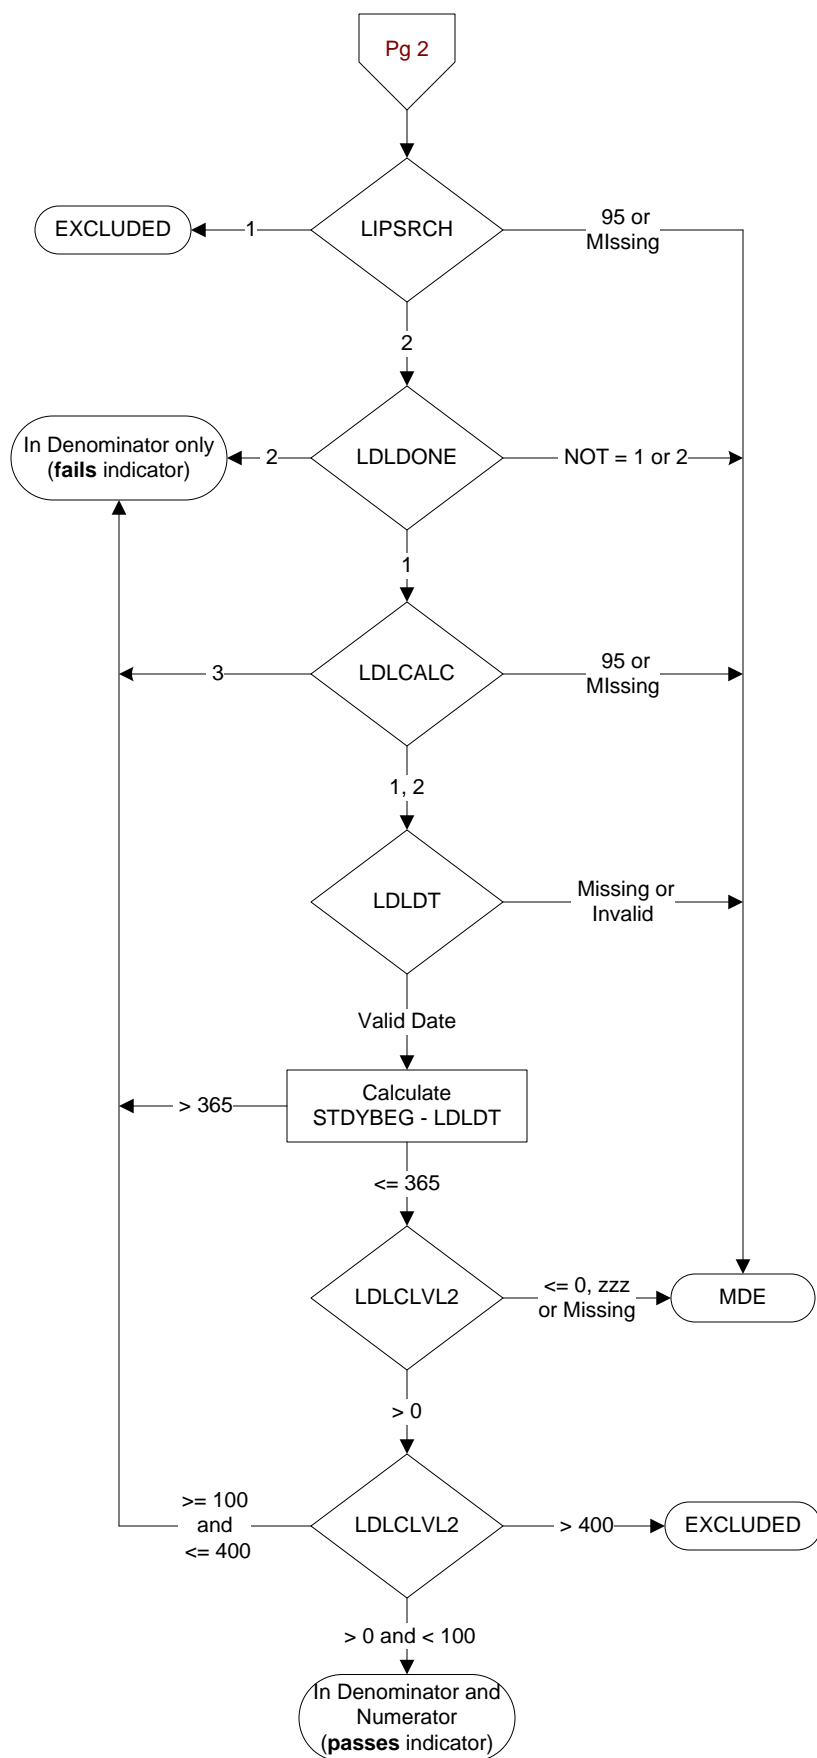 Pg 2
LIPSRCH
EXCLUDED
1
95 or
MIssing
2
In Denominator only
(fails indicator)
2
LDLDONE
NOT = 1 or 2
1
3
LDLCALC
95 or
MIssing
1, 2
LDLDT
Missing or
Invalid
Valid Date
Calculate
STDYBEG - LDLDT
> 365
<= 365
LDLCLVL2
<= 0, zzz
or Missing
MDE
> 0
>= 100
and
<= 400
LDLCLVL2
> 400
EXCLUDED
> 0 and < 100
In Denominator and
Numerator
(passes indicator)